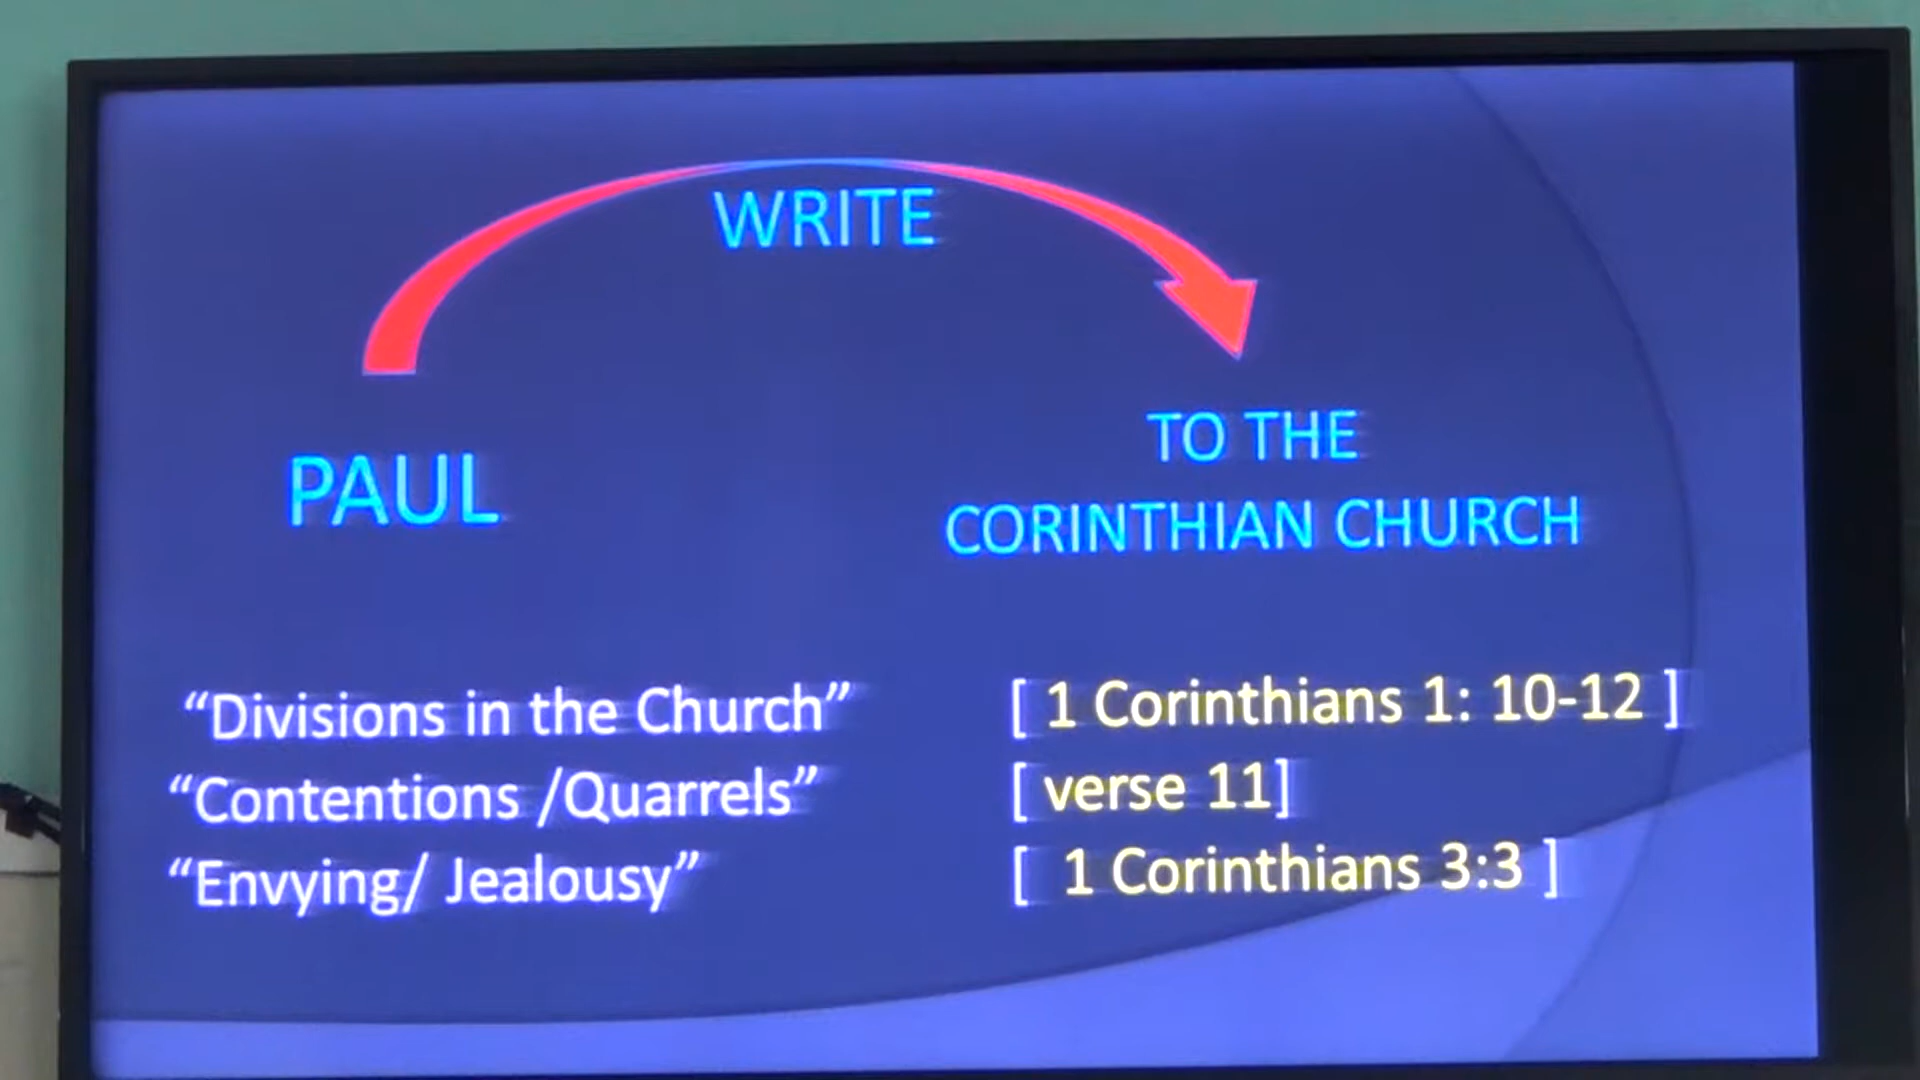 WRITE
PAUL
TO THE
CORINTHIAN CHURCH
“Divisions in the Church” [ 1 Corinthians 1: 10-12 ]
“Contentions /Quarrels” [ verse 11]
“Envying/ Jealousy” [ 1 Corinthians 3:3 ]